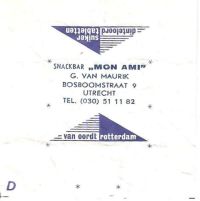 dinteloord
suiker
tabletten
SNACKBAR „MON AMI”
G. VAN MAURIK
BOSBOOMSTRAAT 9
UTRECHT
TEL. (030) 51 11 82
van oordt rotterdam
D